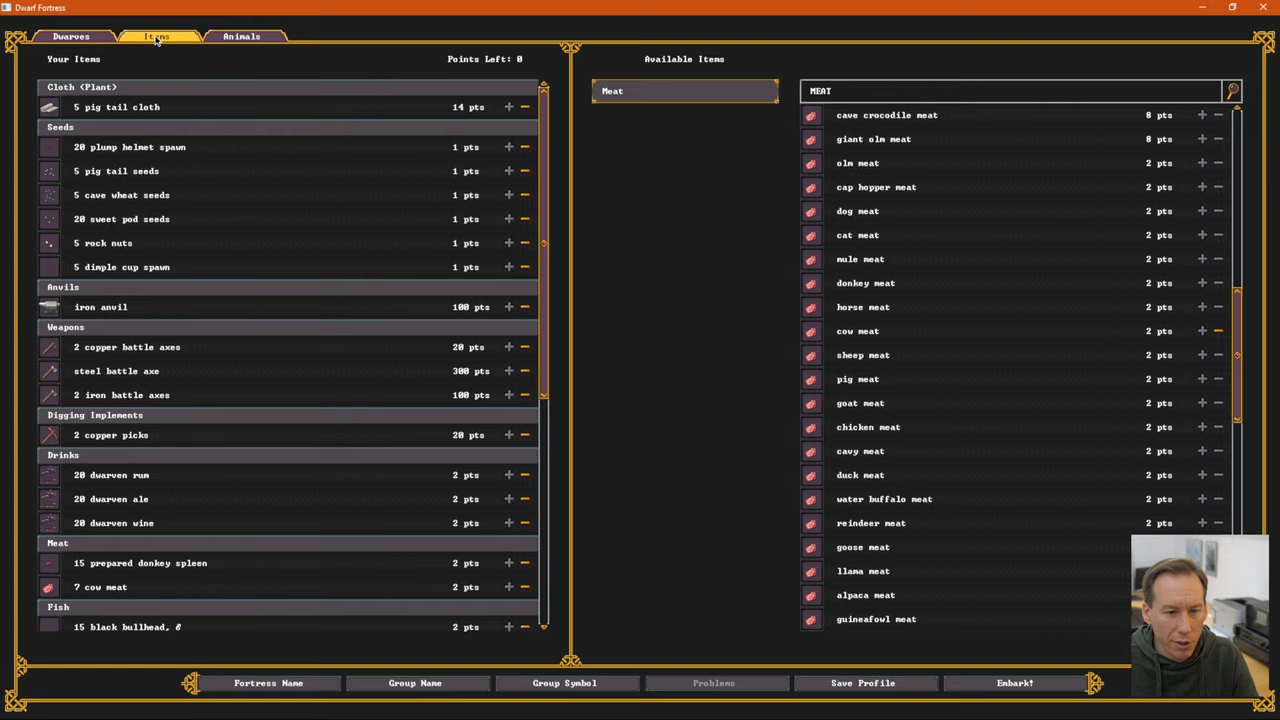 Dwarf Fortress
Dwarves
Items
Animals
Your Items
Points Left: 0
Available Items
Cloth (Plant)
5 pig tail cloth 14 pts
Seeds
20 plump helmet spawn 1 pts
5 pig tail seeds 1 pts
5 cave wheat seeds 1 pts
20 sweet pod seeds 1 pts
5 rock nuts 1 pts
5 dimple cup spawn 1 pts
Anvils
iron anvil 100 pts
Weapons
2 copper battle axes 20 pts
steel battle axe 300 pts
2 iron battle axes 100 pts
Digging Implements
2 copper picks 20 pts
Drinks
20 dwarven rum 2 pts
20 dwarven ale 2 pts
20 dwarven wine 2 pts
Meat
15 prepared donkey spleen 2 pts
7 cow meat 2 pts
Fish
15 black bullhead, ♂ 2 pts
Meat
MEAT
cave crocodile meat 8 pts
giant olm meat 8 pts
olm meat 2 pts
cap hopper meat 2 pts
dog meat 2 pts
cat meat 2 pts
mule meat 2 pts
donkey meat 2 pts
horse meat 2 pts
cow meat 2 pts
sheep meat 2 pts
pig meat 2 pts
goat meat 2 pts
chicken meat 2 pts
cavy meat 2 pts
duck meat 2 pts
water buffalo meat 2 pts
reindeer meat 2 pts
goose meat
llama meat
alpaca meat
guineafowl meat
Fortress Name
Group Name
Group Symbol
Problems
Save Profile
Embark!